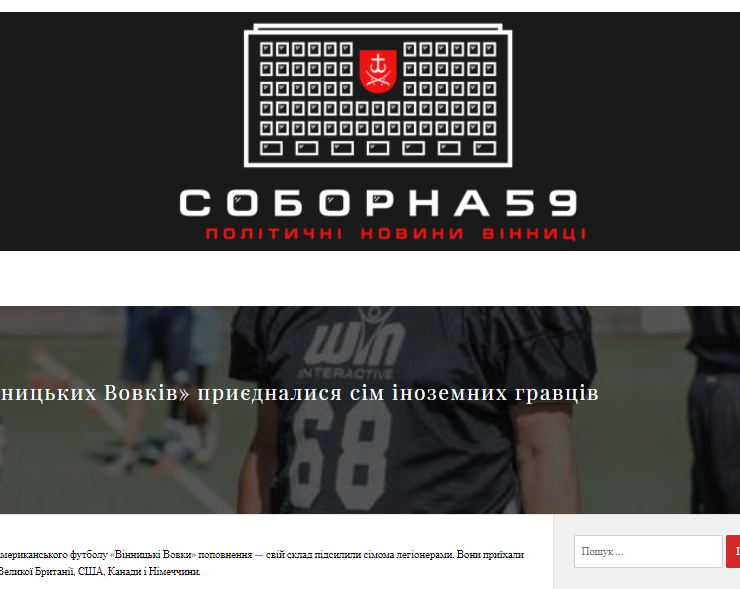 СОБОРНА59
ПОЛІТИЧНІ НОВИНИ ВІННИЦІ
WIN
INTERACTIVE
нницьких Вовків» приєдналися сім іноземних гравців
68
мериканського футболу «Вінницькі Вовки» поповнення — свій склад підсилили сімома легіонерами. Вони приїхали
Великої Британії, США, Канади і Німеччини.
Пошук …